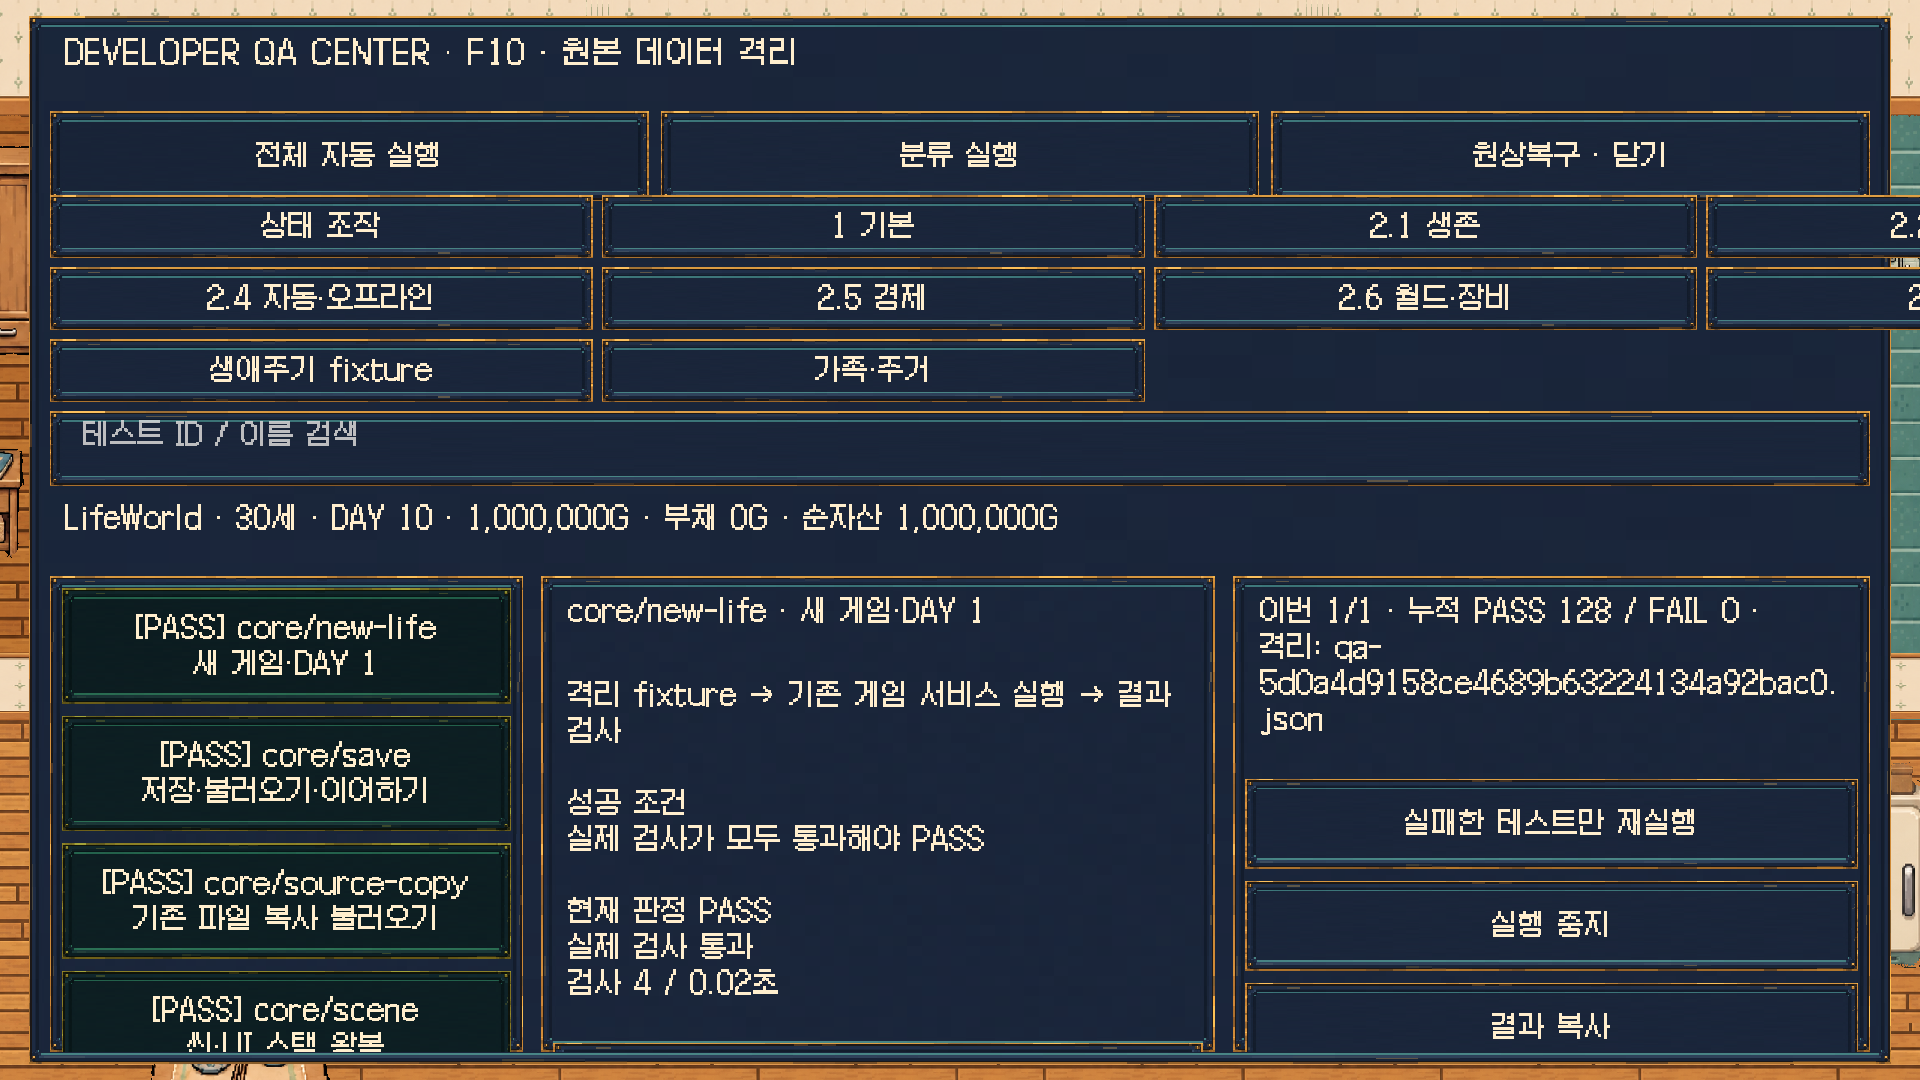 DEVELOPER QA CENTER · F10 · 원본 데이터 격리
전체 자동 실행
분류 실행
원상복구 · 닫기
상태 조작
1 기본
2.1 생존
2.4 자동·오프라인
2.5 경제
2.6 월드·장비
생애주기 fixture
가족·주거
테스트 ID / 이름 검색
LifeWorld · 30세 · DAY 10 · 1,000,000G · 부채 0G · 순자산 1,000,000G
[PASS] core/new-life
새 게임·DAY 1
[PASS] core/save
저장·불러오기·이어하기
[PASS] core/source-copy
기존 파일 복사 불러오기
[PASS] core/scene
씬·UI 스택 왕복
core/new-life · 새 게임·DAY 1
격리 fixture → 기존 게임 서비스 실행 → 결과
검사
성공 조건
실제 검사가 모두 통과해야 PASS
현재 판정 PASS
실제 검사 통과
검사 4 / 0.02초
이번 1/1 · 누적 PASS 128 / FAIL 0 ·
격리: qa-
5d0a4d9158ce4689b63224134a92bac0.
json
실패한 테스트만 재실행
실행 중지
결과 복사